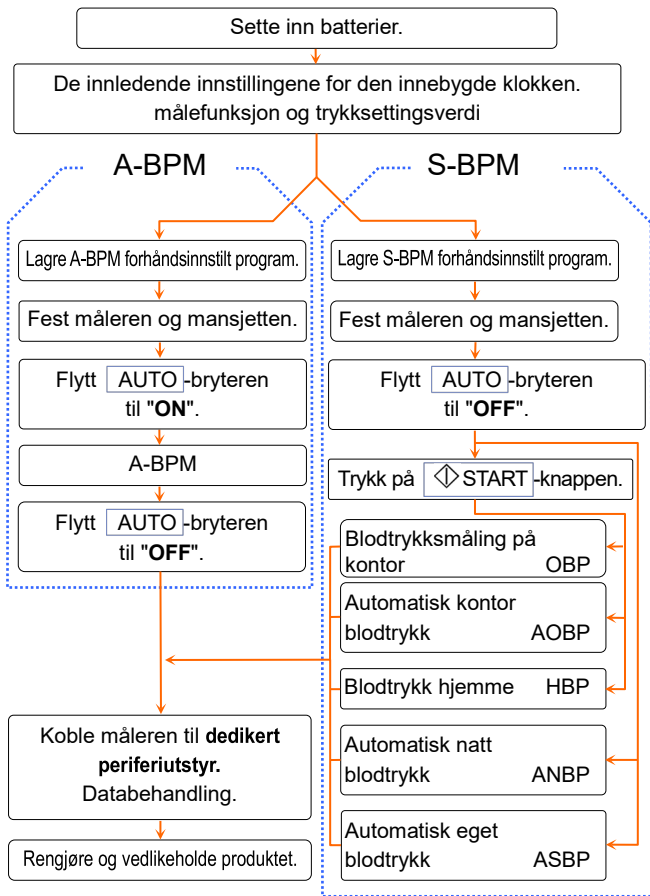 Sette inn batterier.
De innledende innstillingene for den innebygde klokken.
målefunksjon og trykksettingsverdi
A-BPM
Lagre A-BPM forhåndsinnstilt program.
Fest måleren og mansjetten.
Flytt AUTO -bryteren
til "ON".
A-BPM
Flytt AUTO -bryteren
til "OFF".
S-BPM
Lagre S-BPM forhåndsinnstilt program.
Fest måleren og mansjetten.
Flytt AUTO -bryteren
til "OFF".
Trykk på START -knappen.
Blodtrykksmåling på
kontor OBP
Automatisk kontor
blodtrykk AOBP
Blodtrykk hjemme HBP
Automatisk natt
blodtrykk ANBP
Automatisk eget
blodtrykk ASBP
Koble måleren til dedikert
periferiutstyr.
Databehandling.
Rengjøre og vedlikeholde produktet.